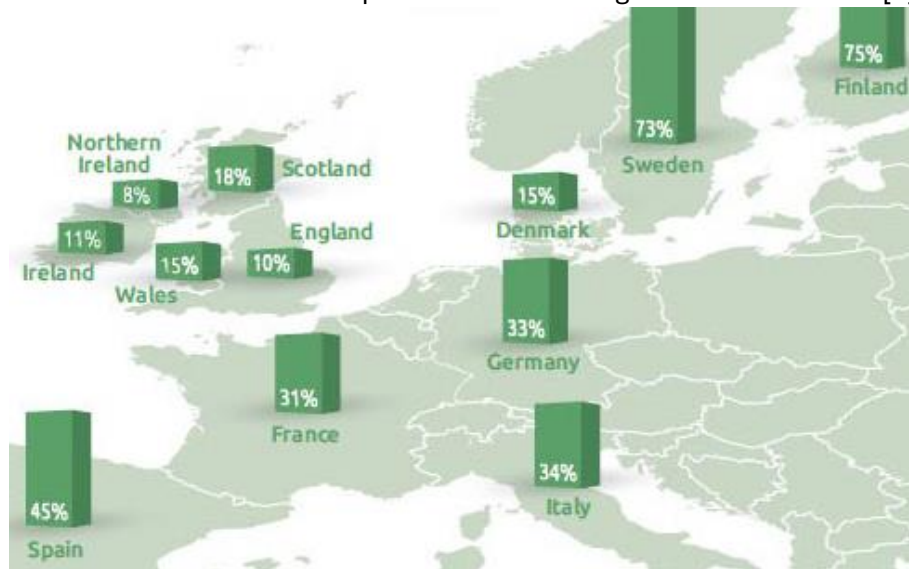 75%
Finland
73%
Sweden
Northern
Ireland
8%
18%
Scotland
15%
Denmark
11%
Ireland
England
15%
10%
Wales
33%
Germany
31%
France
34%
Italy
45%
Spain